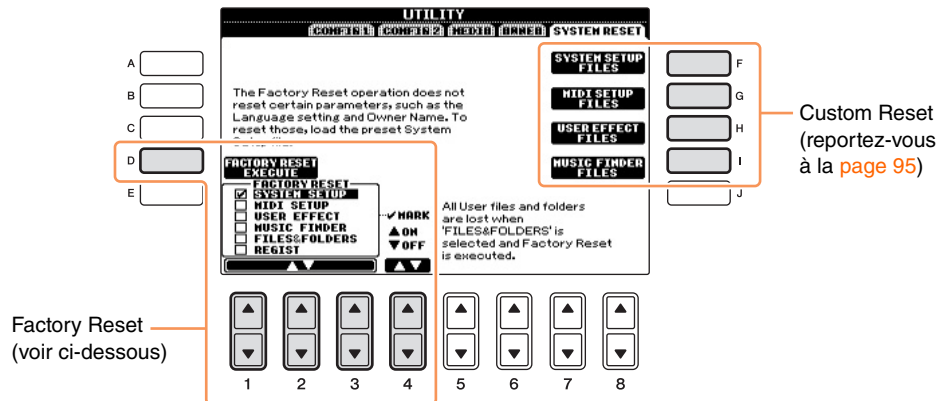 UTILITY
CONFIG 1 CONFIG 2 MEDIA OWNER SYSTEM RESET
A
B
C
D
E
The Factory Reset operation does not
reset certain parameters, such as the
Language setting and Owner Name. To
reset those, load the preset System
SYSTEM SETUP
FILES
MIDI SETUP
FILES
USER EFFECT
FILES
MUSIC FINDER
FILES
F
G
H
I
J
Custom Reset
(reportez-vous
à la page 95)
FACTORY RESET
EXECUTE
FACTORY RESET
SYSTEM SETUP
MIDI SETUP
USER EFFECT
MUSIC FINDER
FILES&FOLDERS
REGIST
✓MARK
▲ON
▼OFF
All User files and folders
are lost when
'FILES&FOLDERS' is
selected and Factory Reset
is executed.
Factory Reset
(voir ci-dessous)
1 2 3 4 5 6 7 8